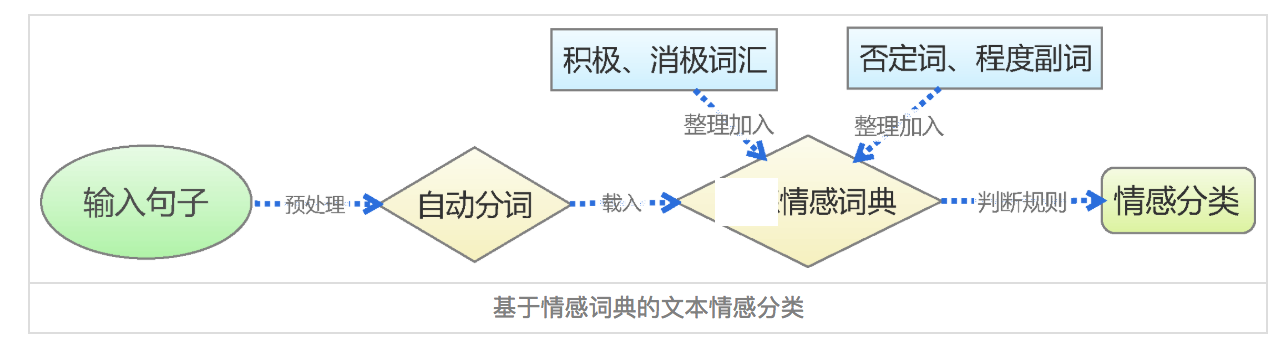 积极、消极词汇
否定词、程度副词
整理加入
整理加入
输入句子
预处理
自动分词
载入
情感词典
判断规则
情感分类
基于情感词典的文本情感分类